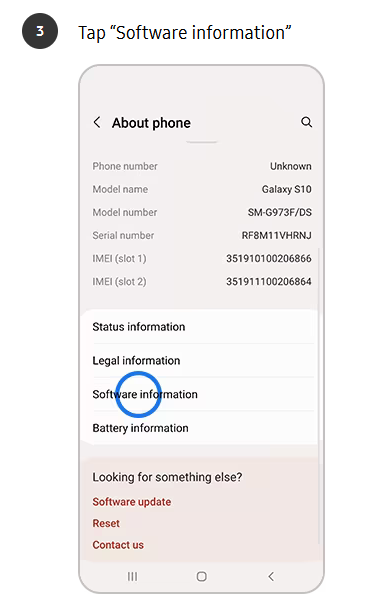 3 Tap “Software information”
About phone
Phone number Unknown
Model name Galaxy S10
Model number SM-G973F/DS
Serial number RF8M11VHRNJ
IMEI (slot 1) 351910100206866
IMEI (slot 2) 351911100206864
Status information
Legal information
Software information
Battery information
Looking for something else?
Software update
Reset
Contact us